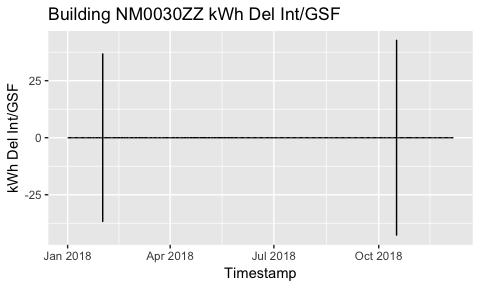 Building NM0030ZZ kWh Del Int/GSF
kWh Del Int/GSF
25
0
-25
Jan 2018
Apr 2018
Jul 2018
Oct 2018
Timestamp